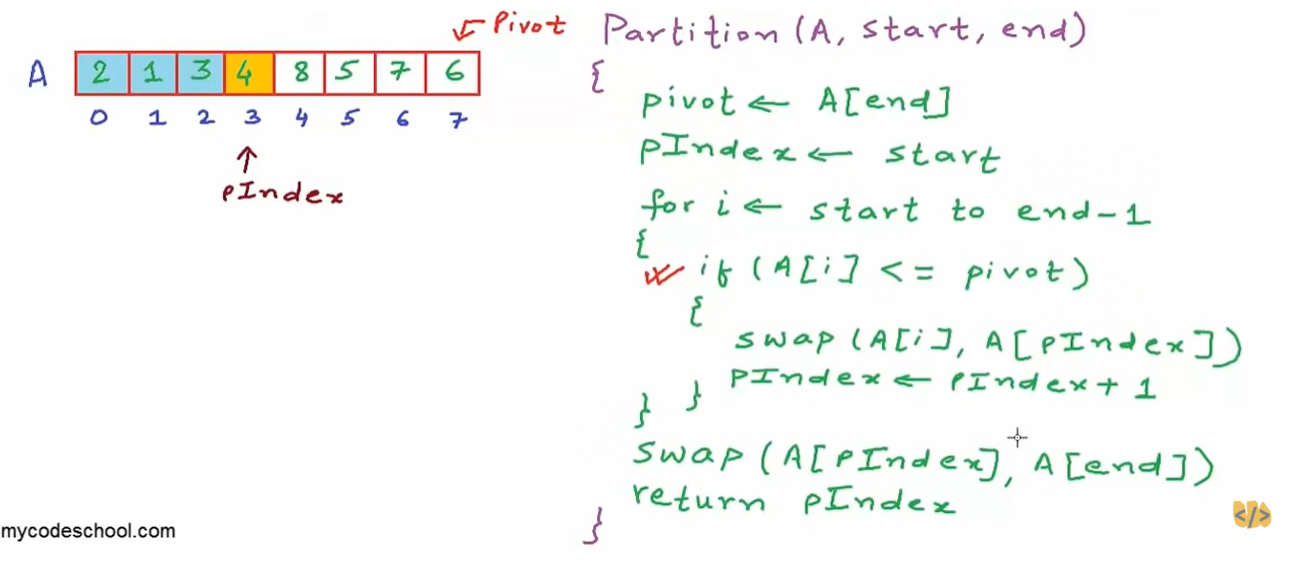 Pivot
A 2 1 3 4 8 5 7 6
0 1 2 3 4 5 6 7
pIndex
Partition (A, start, end)
{
pivot ← A[end]
pIndex ← start
for i ← start to end-1
{
if (A[i] <= pivot)
{
swap (A[i], A[pIndex])
pIndex ← pIndex + 1
} }
swap (A[pIndex], A[end])
return pIndex
}
mycodeschool.com
</>